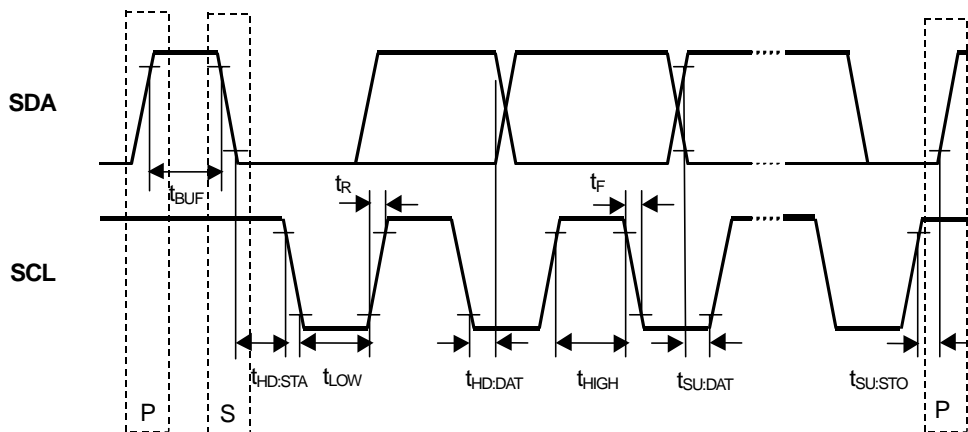 SDA
tBUF
tR
tF
SCL
tHD:STA
tLOW
tHD:DAT
tHIGH
tSU:DAT
tSU:STO
P
S
P